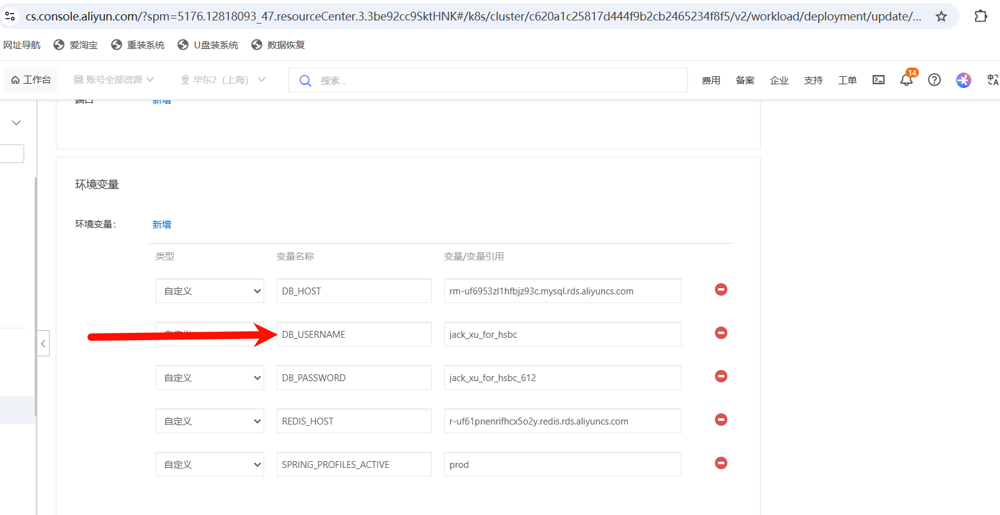 cs.console.aliyun.com/?spm=5176.12818093_47.resourceCenter.3.3be92cc9SktHNK#/k8s/cluster/c620a1c25817d444f9b2cb2465234f8f5/v2/workload/deployment/update/...
网址导航 爱淘宝 重装系统 U盘装系统 数据恢复
工作台 账号全部资源 华东2（上海） 搜索... 费用 备案 企业 支持 工单 14
端口 新增
环境变量
环境变量： 新增
类型 变量名称 变量/变量引用
自定义 DB_HOST rm-uf6953zl1hfbjz93c.mysql.rds.aliyuncs.com
自定义 DB_USERNAME jack_xu_for_hsbc
自定义 DB_PASSWORD jack_xu_for_hsbc_612
自定义 REDIS_HOST r-uf61pnenrifhcx5o2y.redis.rds.aliyuncs.com
自定义 SPRING_PROFILES_ACTIVE prod